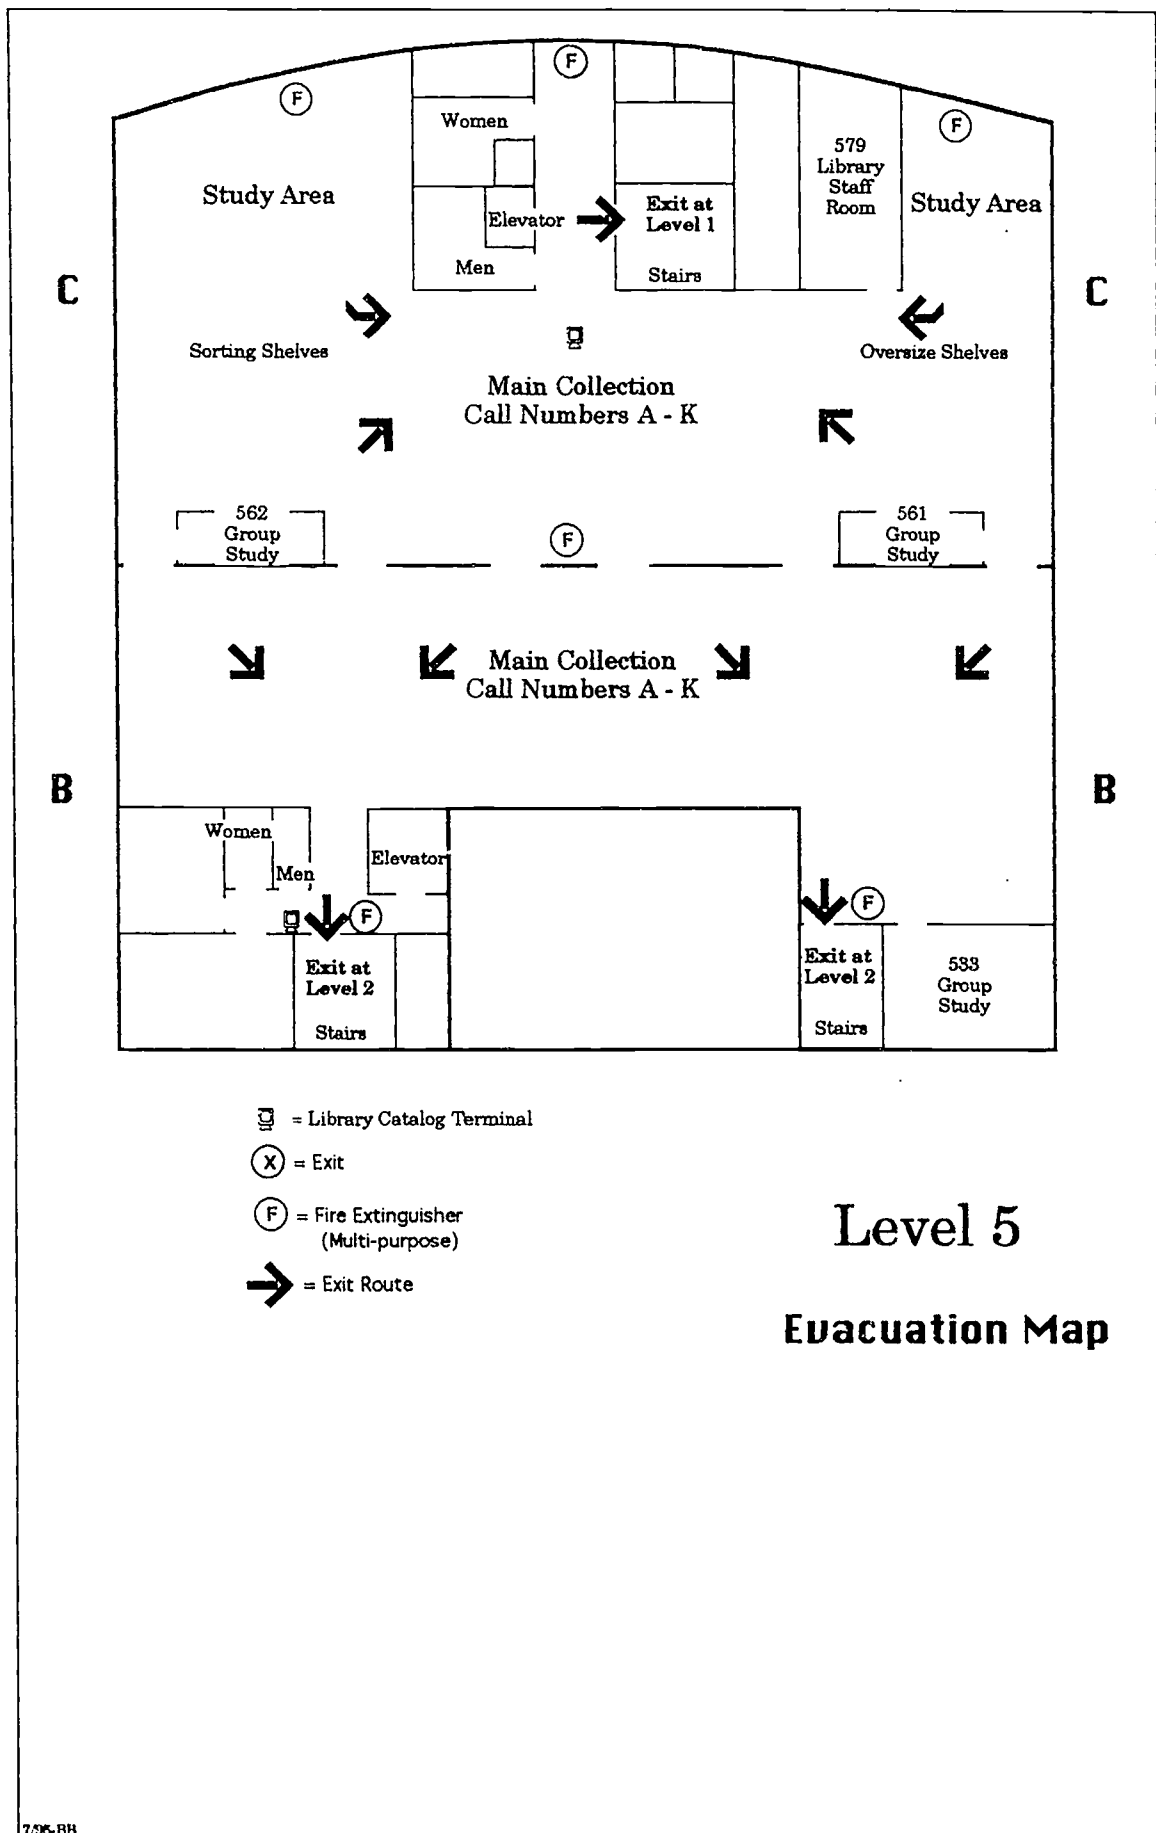 F
F
F
Women
579
Library
Staff
Room
Study Area
Study Area
Elevator
Exit at
Level 1
Men
Stairs
C
C
Sorting Shelves
Oversize Shelves
Main Collection
Call Numbers A - K
562
Group
Study
F
561
Group
Study
Main Collection
Call Numbers A - K
B
B
Women
Men
Elevator
F
F
Exit at
Level 2
Stairs
Exit at
Level 2
Stairs
533
Group
Study
= Library Catalog Terminal
X = Exit
F = Fire Extinguisher
(Multi-purpose)
= Exit Route
Level 5
Evacuation Map